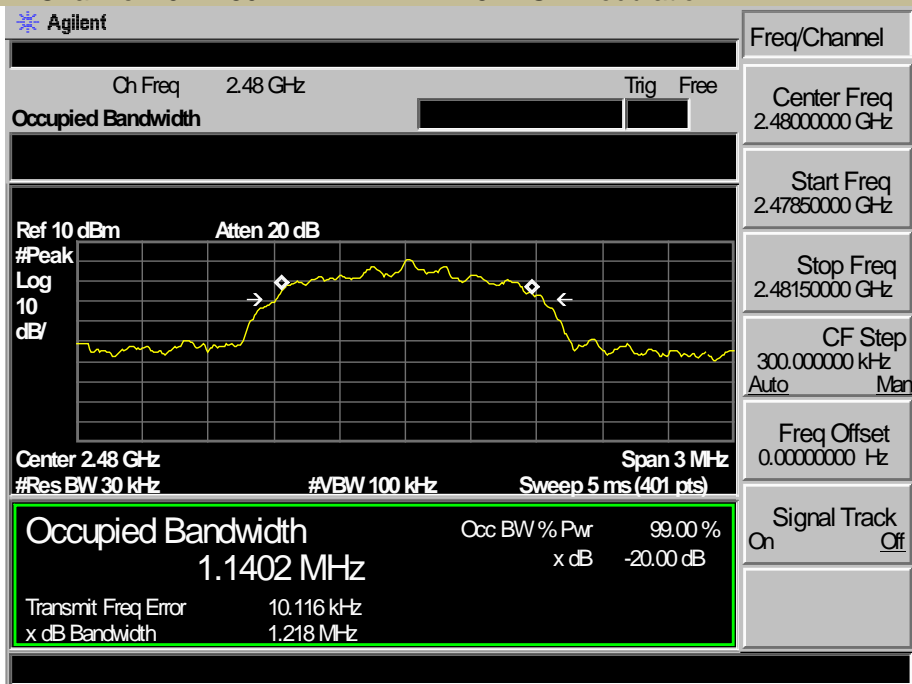 Agilent
Freq/Channel
Ch Freq 2.48 GHz Trig Free
Occupied Bandwidth
Center Freq
2.48000000 GHz
Start Freq
2.47850000 GHz
Stop Freq
2.48150000 GHz
CF Step
300.000000 kHz
Auto Man
Freq Offset
0.00000000 Hz
Signal Track
On Off
Ref 10 dBm Atten 20 dB
#Peak
Log
10
dB/
Center 2.48 GHz Span 3 MHz
#Res BW 30 kHz #VBW 100 kHz Sweep 5 ms (401 pts)
Occupied Bandwidth
1.1402 MHz
Occ BW % Pwr 99.00 %
x dB -20.00 dB
Transmit Freq Error 10.116 kHz
x dB Bandwidth 1.218 MHz